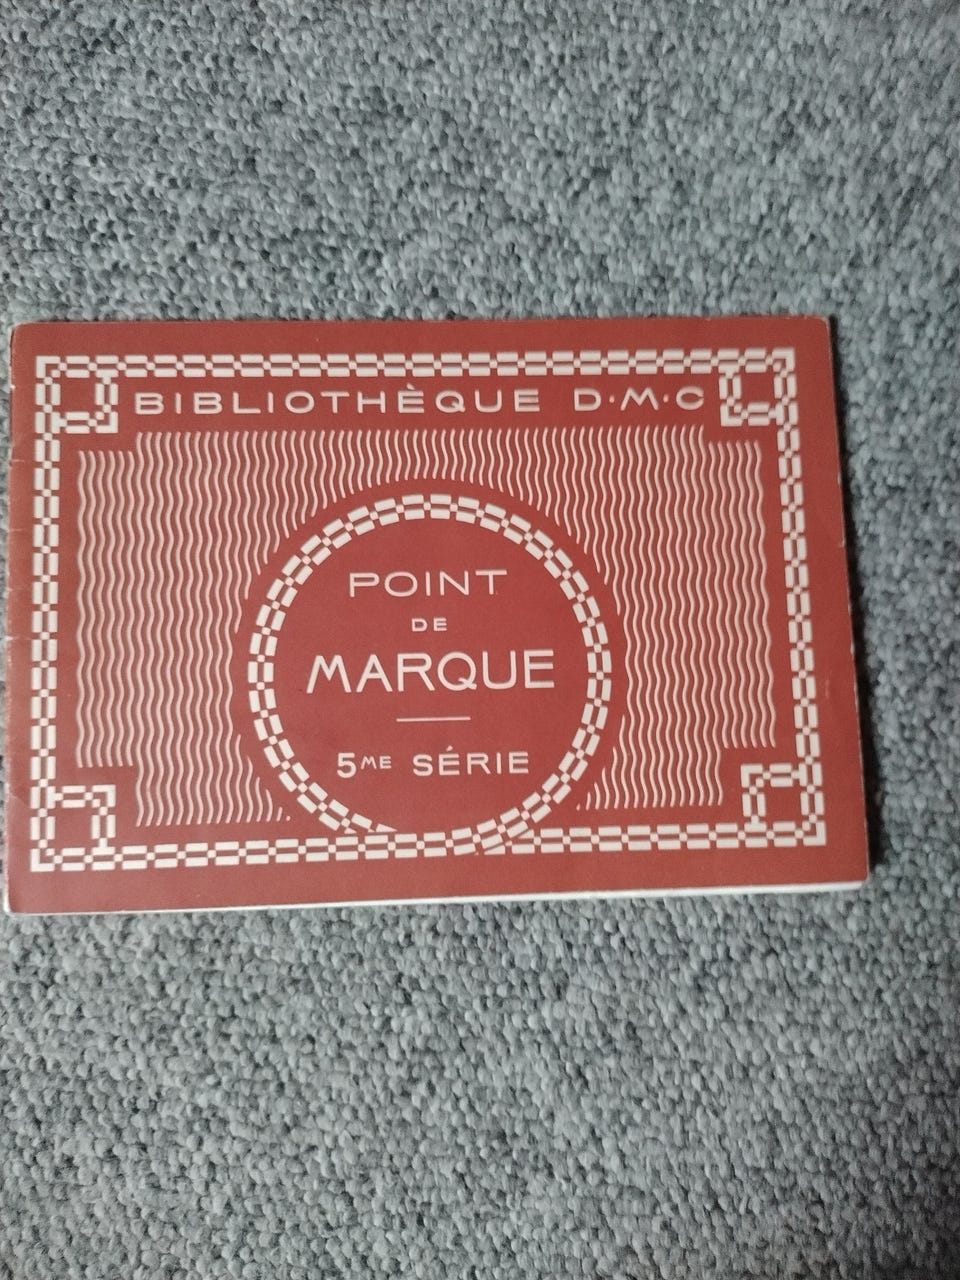 BIBLIOTHÈQUE D·M·C
POINT
DE
MARQUE
5ME SÉRIE